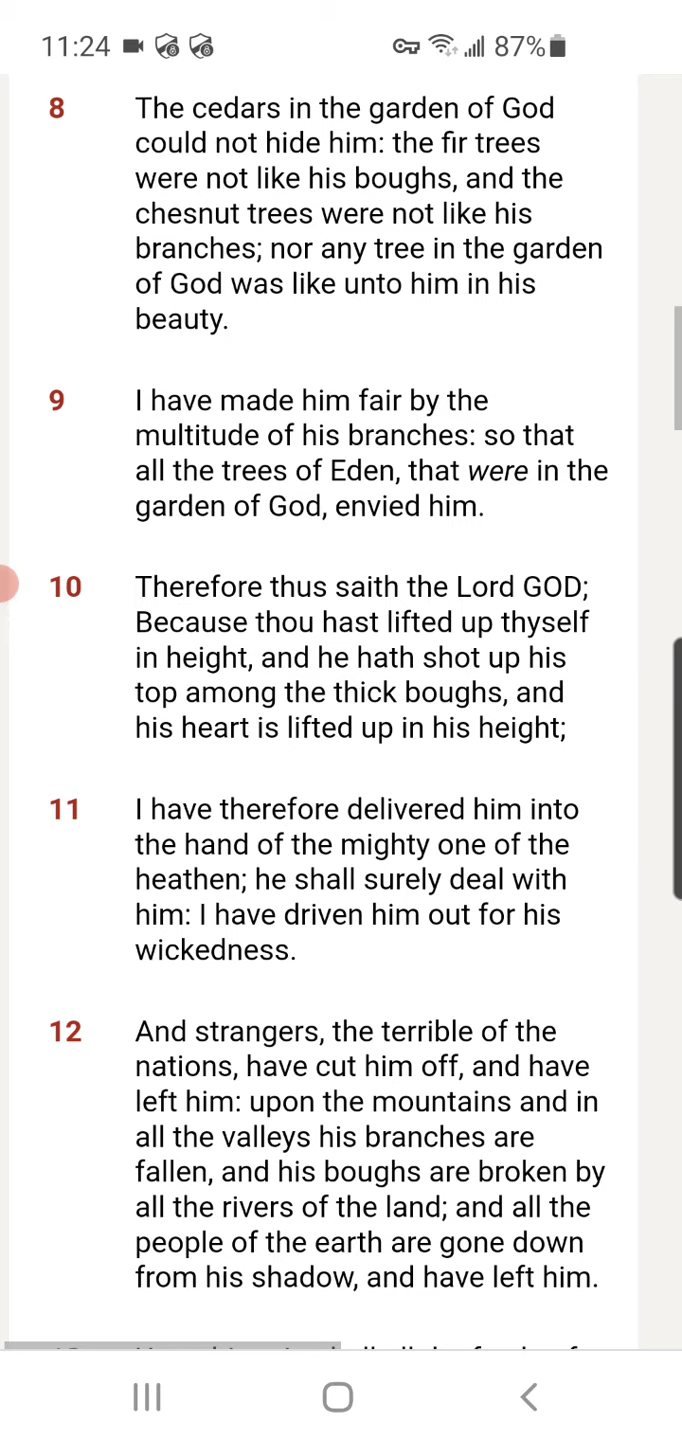 11:24 87%
8 The cedars in the garden of God
could not hide him: the fir trees
were not like his boughs, and the
chesnut trees were not like his
branches; nor any tree in the garden
of God was like unto him in his
beauty.
9 I have made him fair by the
multitude of his branches: so that
all the trees of Eden, that were in the
garden of God, envied him.
10 Therefore thus saith the Lord GOD;
Because thou hast lifted up thyself
in height, and he hath shot up his
top among the thick boughs, and
his heart is lifted up in his height;
11 I have therefore delivered him into
the hand of the mighty one of the
heathen; he shall surely deal with
him: I have driven him out for his
wickedness.
12 And strangers, the terrible of the
nations, have cut him off, and have
left him: upon the mountains and in
all the valleys his branches are
fallen, and his boughs are broken by
all the rivers of the land; and all the
people of the earth are gone down
from his shadow, and have left him.